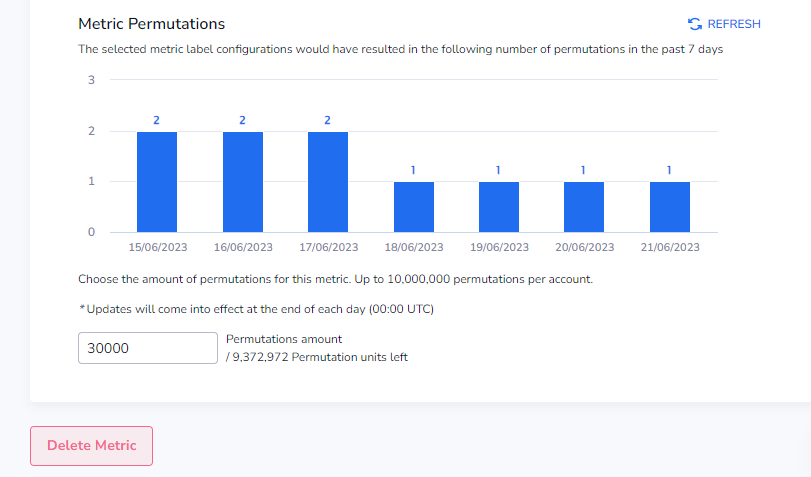 Metric Permutations
REFRESH
The selected metric label configurations would have resulted in the following number of permutations in the past 7 days
3
2
1
0
2
2
2
1
1
1
1
15/06/2023
16/06/2023
17/06/2023
18/06/2023
19/06/2023
20/06/2023
21/06/2023
Choose the amount of permutations for this metric. Up to 10,000,000 permutations per account.
*Updates will come into effect at the end of each day (00:00 UTC)
30000
Permutations amount
/ 9,372,972 Permutation units left
Delete Metric